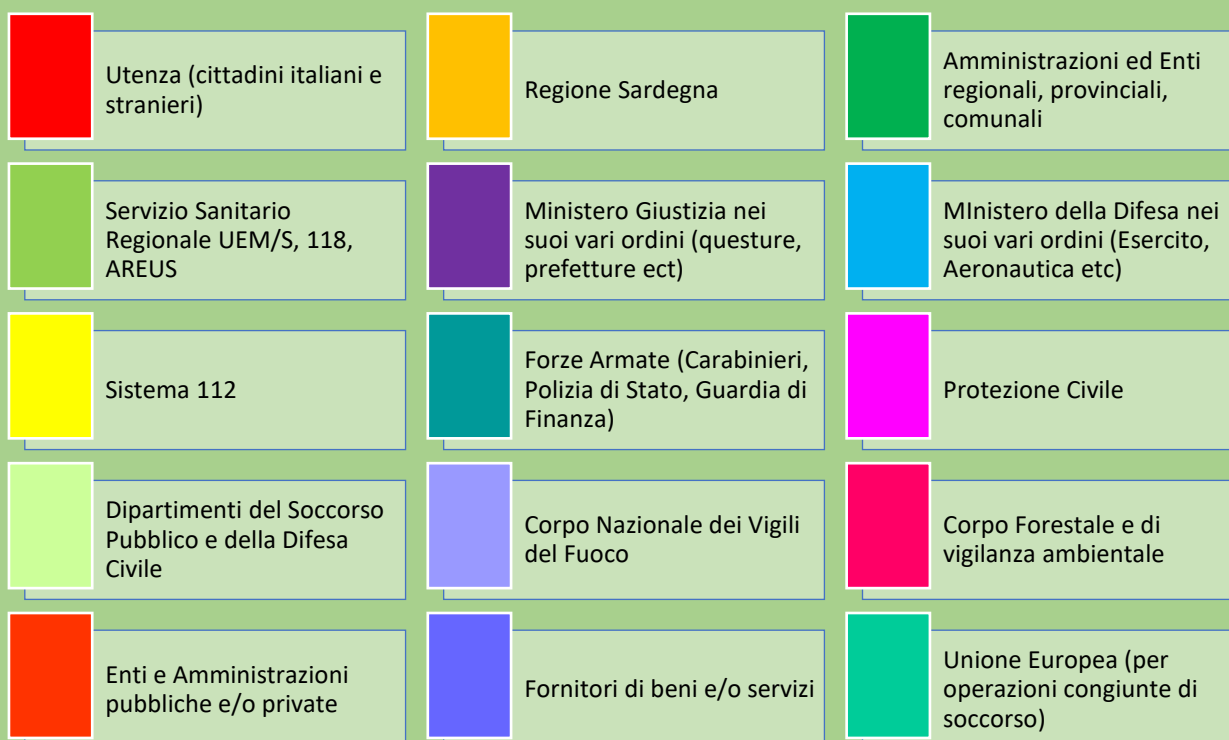 Utenza (cittadini italiani e
stranieri)
Regione Sardegna
Amministrazioni ed Enti
regionali, provinciali,
comunali
Servizio Sanitario
Regionale UEM/S, 118,
AREUS
Ministero Giustizia nei
suoi vari ordini (questure,
prefetture ect)
MInistero della Difesa nei
suoi vari ordini (Esercito,
Aeronautica etc)
Sistema 112
Forze Armate (Carabinieri,
Polizia di Stato, Guardia di
Finanza)
Protezione Civile
Dipartimenti del Soccorso
Pubblico e della Difesa
Civile
Corpo Nazionale dei Vigili
del Fuoco
Corpo Forestale e di
vigilanza ambientale
Enti e Amministrazioni
pubbliche e/o private
Fornitori di beni e/o servizi
Unione Europea (per
operazioni congiunte di
soccorso)